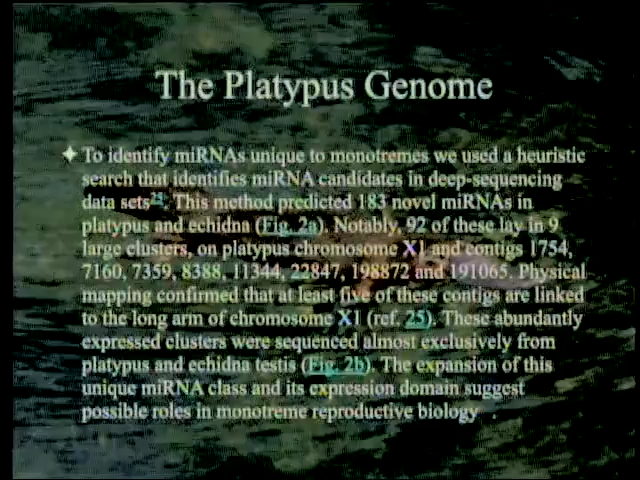 The Platypus Genome
To identify miRNAs unique to monotremes we used a heuristic
search that identifies miRNA candidates in deep-sequencing
data sets23. This method predicted 183 novel miRNAs in
platypus and echidna (Fig. 2a). Notably, 92 of these lay in 9
large clusters, on platypus chromosome X1 and contigs 1754,
7160, 7359, 8388, 11344, 22847, 198872 and 191065. Physical
mapping confirmed that at least five of these contigs are linked
to the long arm of chromosome X1 (ref. 25). These abundantly
expressed clusters were sequenced almost exclusively from
platypus and echidna testis (Fig. 2b). The expansion of this
unique miRNA class and its expression domain suggest
possible roles in monotreme reproductive biology .